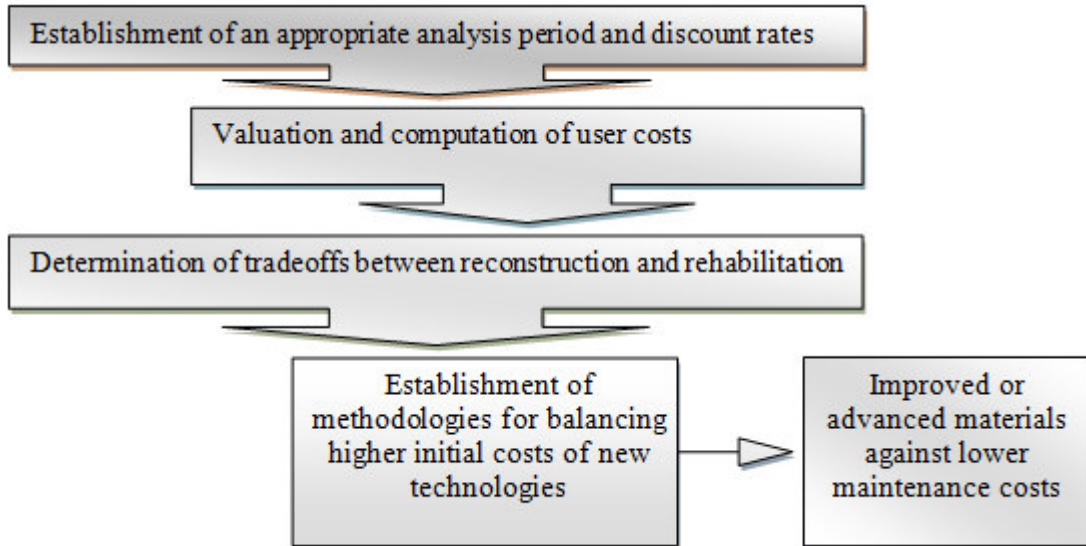 Establishment of an appropriate analysis period and discount rates
Valuation and computation of user costs
Determination of tradeoffs between reconstruction and rehabilitation
Establishment of
methodologies for balancing
higher initial costs of new
technologies
Improved or
advanced materials
against lower
maintenance costs